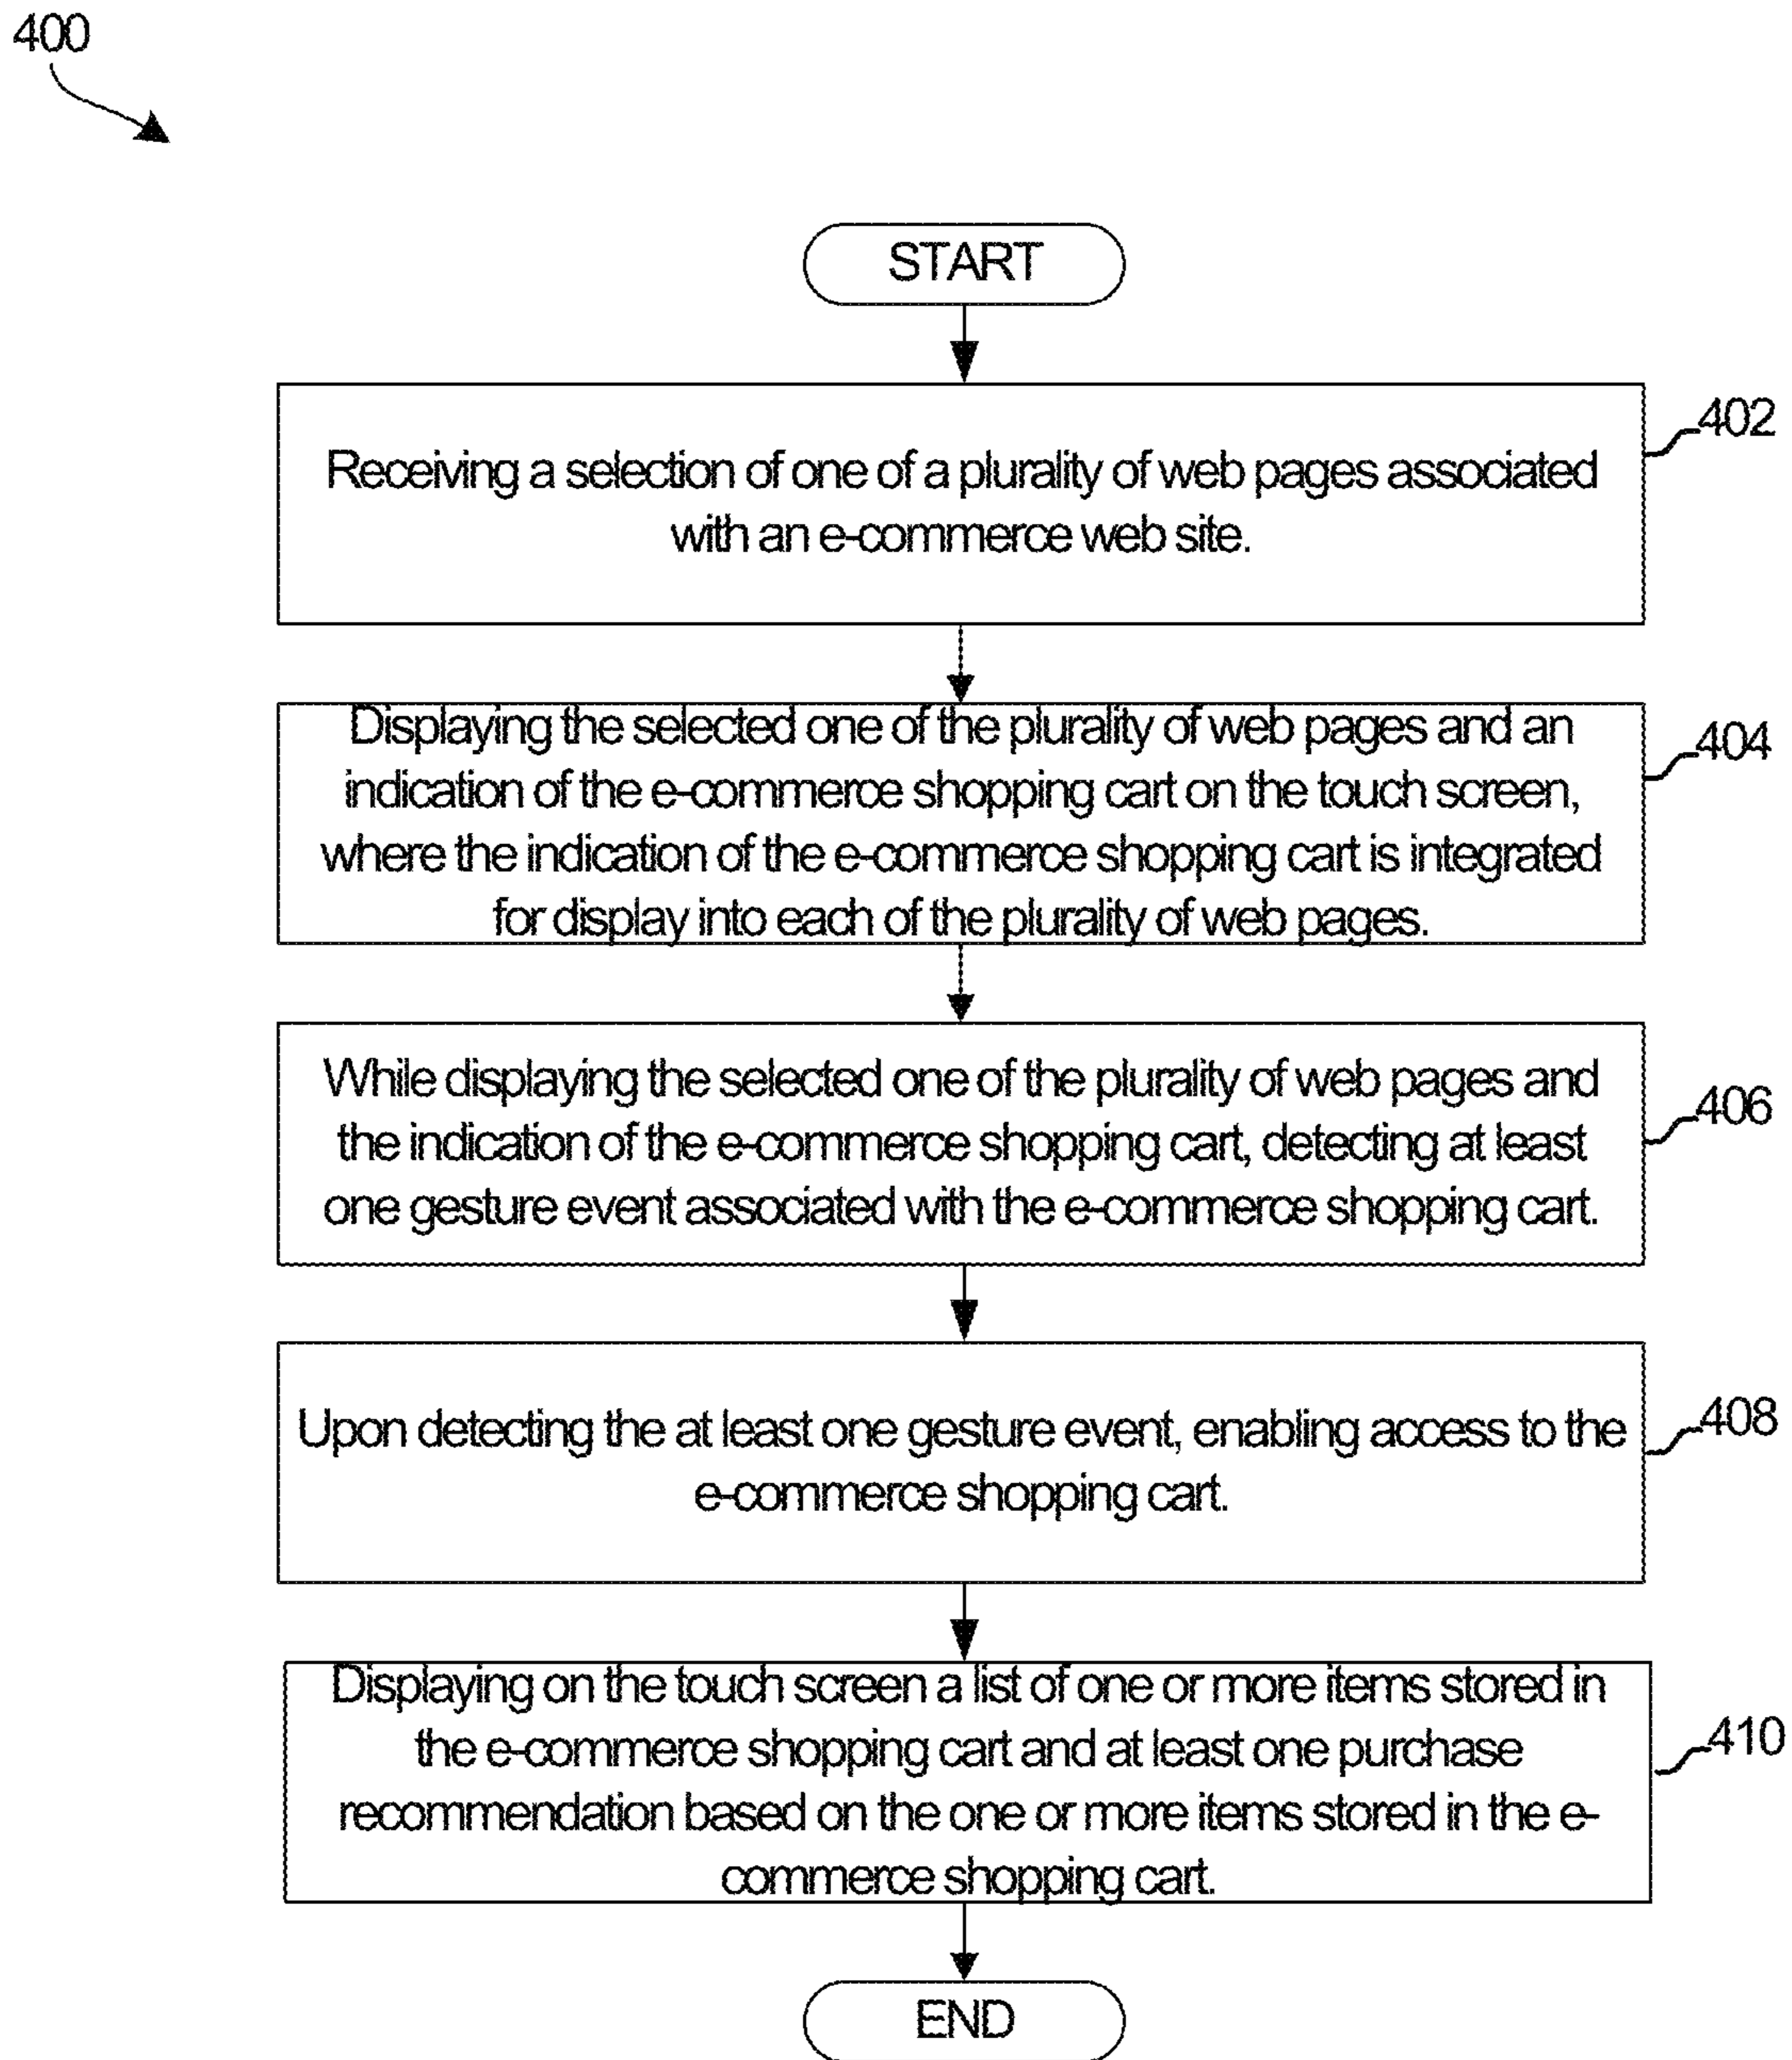 400
START
402
Receiving a selection of one of a plurality of web pages associated
with an e-commerce web site.
404
Displaying the selected one of the plurality of web pages and an
indication of the e-commerce shopping cart on the touch screen,
where the indication of the e-commerce shopping cart is integrated
for display into each of the plurality of web pages.
406
While displaying the selected one of the plurality of web pages and
the indication of the e-commerce shopping cart, detecting at least
one gesture event associated with the e-commerce shopping cart.
408
Upon detecting the at least one gesture event, enabling access to the
e-commerce shopping cart.
410
Displaying on the touch screen a list of one or more items stored in
the e-commerce shopping cart and at least one purchase
recommendation based on the one or more items stored in the e-
commerce shopping cart.
END